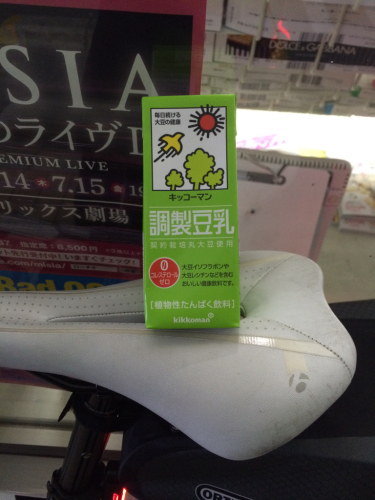 DOLCE & GABBANA
SIA
のライヴ
EMIUM LIVE
14 7.15
リックス劇場
毎日続ける
大豆の健康
キッコーマン
調製豆乳
契約栽培丸大豆使用
0
コレステロール
ゼロ
大豆イソフラボンや
大豆レシチンなどを含む
おいしい健康飲料です。
[植物性たんぱく飲料]
kikkoman